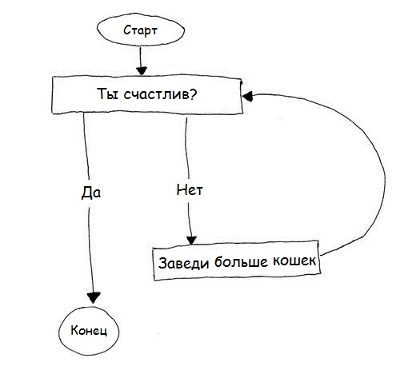 Старт
Ты счастлив?
Да
Нет
Заведи больше кошек
Конец